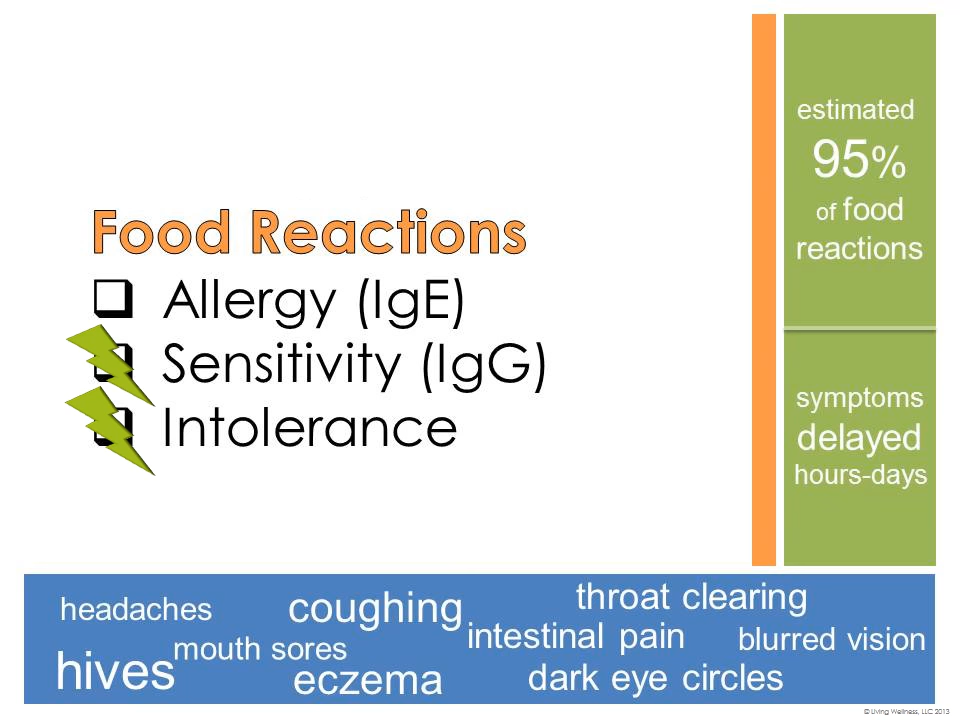 Food Reactions
Allergy (IgE)
Sensitivity (IgG)
Intolerance
estimated
95%
of food
reactions
symptoms
delayed
hours-days
headaches
coughing
throat clearing
mouth sores
intestinal pain
blurred vision
hives
eczema
dark eye circles
© Living Wellness, LLC 2013